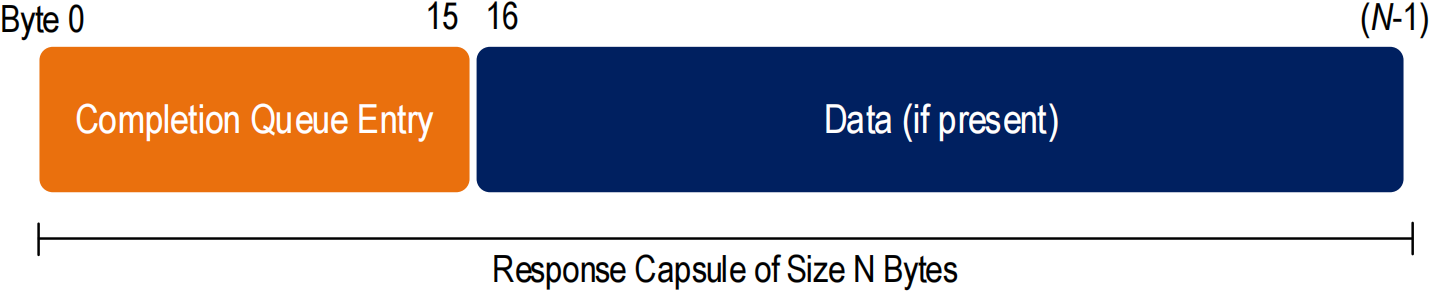 Byte 0 15 16 (N-1)
Completion Queue Entry Data (if present)
Response Capsule of Size N Bytes